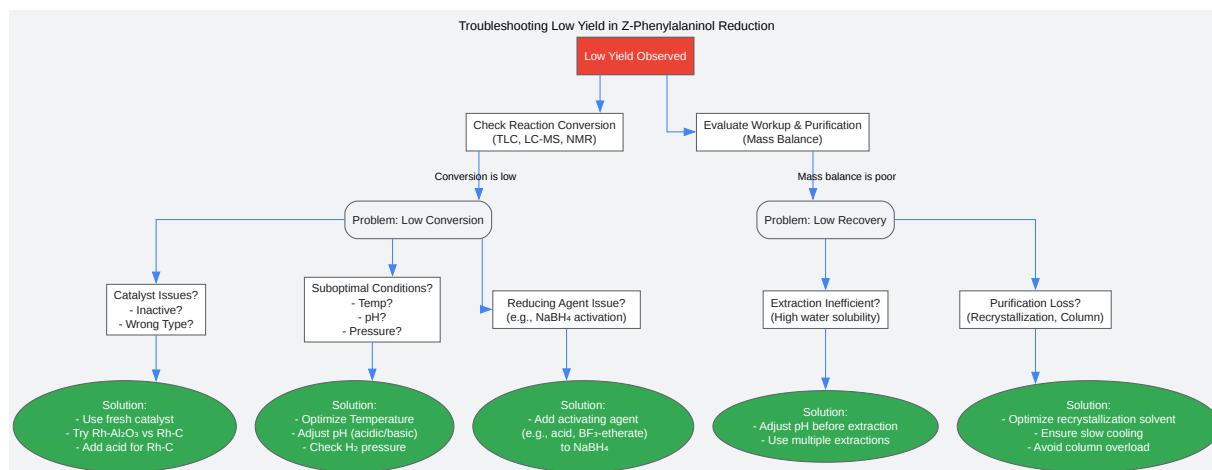 Troubleshooting Low Yield in Z-Phenylalaninol Reduction
Low Yield Observed
Check Reaction Conversion
(TLC, LC-MS, NMR)
Evaluate Workup & Purification
(Mass Balance)
Conversion is low
Mass balance is poor
Problem: Low Conversion
Problem: Low Recovery
Catalyst Issues?
- Inactive?
- Wrong Type?
Suboptimal Conditions?
- Temp?
- pH?
- Pressure?
Reducing Agent Issue?
(e.g., NaBH₄ activation)
Extraction Inefficient?
(High water solubility)
Purification Loss?
(Recrystallization, Column)
Solution:
- Use fresh catalyst
- Try Rh-Al₂O₃ vs Rh-C
- Add acid for Rh-C
Solution:
- Optimize Temperature
- Adjust pH (acidic/basic)
- Check H₂ pressure
Solution:
- Add activating agent
(e.g., acid, BF₃-etherate)
to NaBH₄
Solution:
- Adjust pH before extraction
- Use multiple extractions
Solution:
- Optimize recrystallization solvent
- Ensure slow cooling
- Avoid column overload